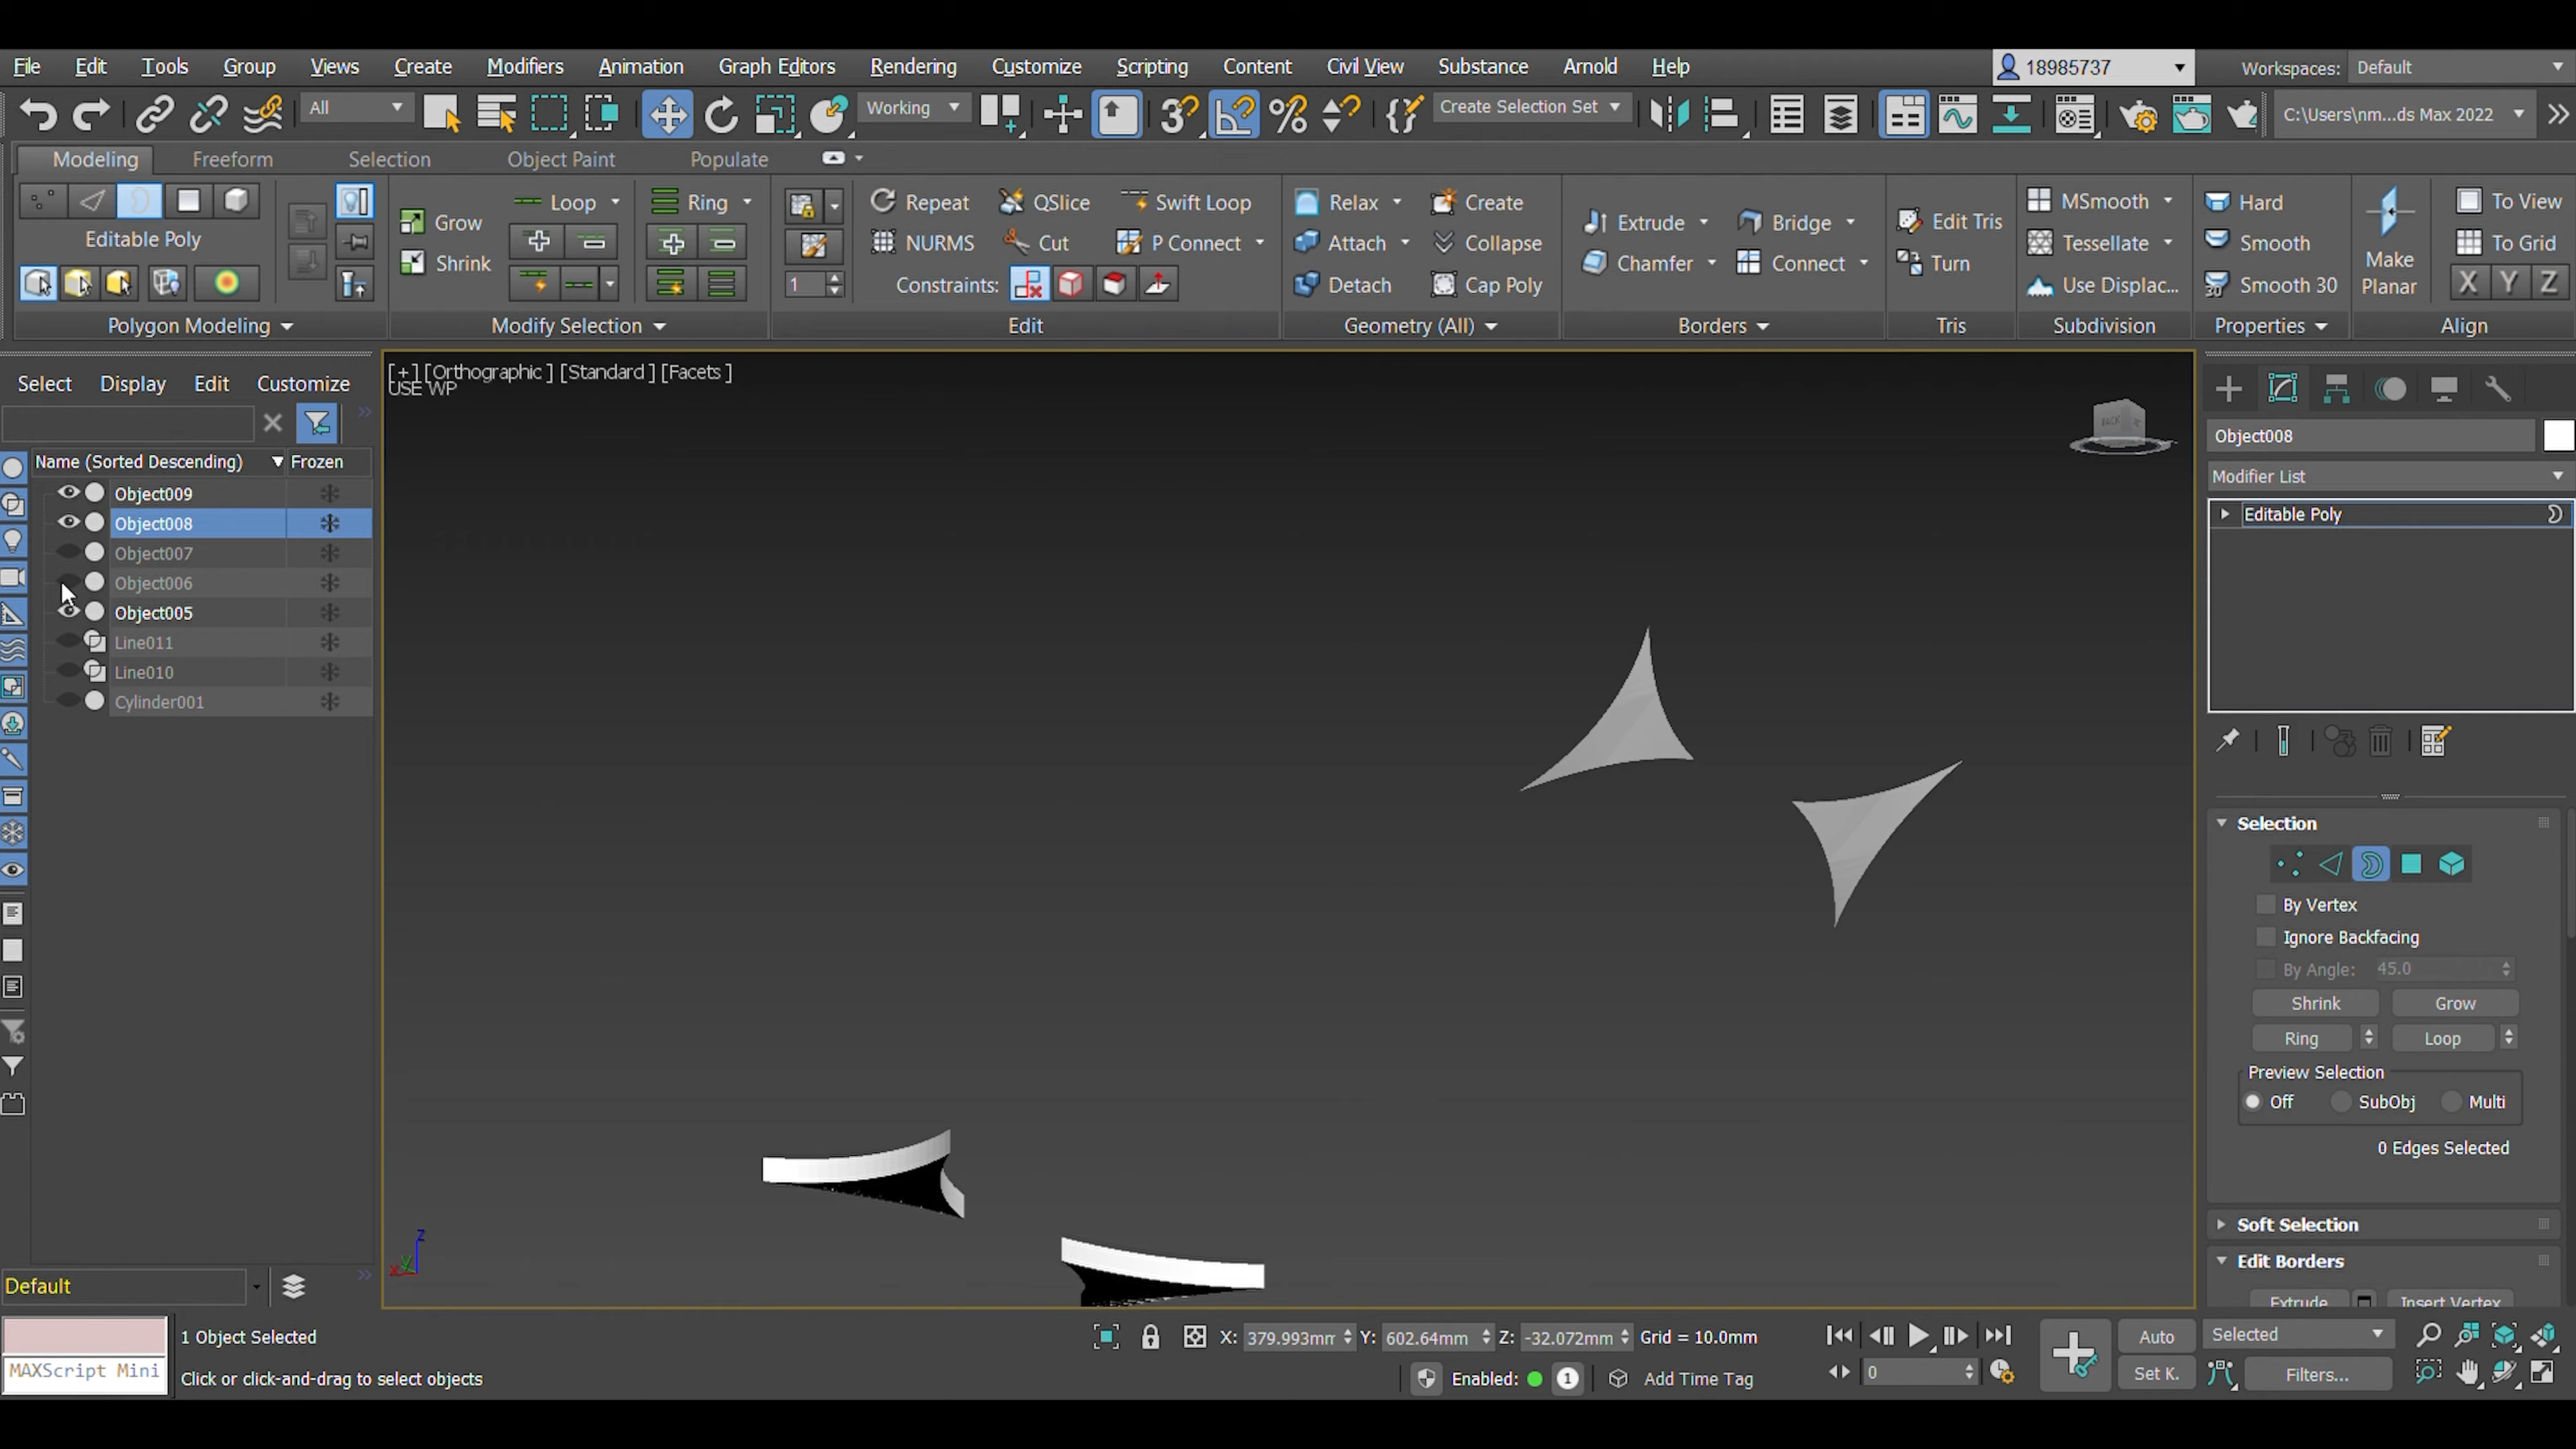 File Edit Tools Group Views Create Modifiers Animation Graph Editors Rendering Customize Scripting Content Civil View Substance Arnold Help 18985737 Workspaces: Default
All Working Create Selection Set C:\Users\nm...ds Max 2022
Modeling Freeform Selection Object Paint Populate
Editable Poly
Polygon Modeling
Grow
Shrink
Loop
Ring
Modify Selection
1
Repeat QSlice Swift Loop
NURMS Cut P Connect
Constraints:
Edit
Relax Create
Attach Collapse
Detach Cap Poly
Geometry (All)
Extrude Bridge
Chamfer Connect
Borders
Edit Tris
Turn
Tris
MSmooth
Tessellate
Use Displac...
Subdivision
Hard
Smooth
30 Smooth 30
Properties
Make
Planar
To View
To Grid
X Y Z
Align
Select Display Edit Customize
Name (Sorted Descending) Frozen
Object009
Object008
Object007
Object006
Object005
Line011
Line010
Cylinder001
Default
[+] [Orthographic ] [Standard ] [Facets ]
USE WP
BACK
z
x y
Object008
Modifier List
Editable Poly
Selection
By Vertex
Ignore Backfacing
By Angle: 45.0
Shrink Grow
Ring Loop
Preview Selection
Off SubObj Multi
0 Edges Selected
Soft Selection
Edit Borders
Extrude Insert Vertex
MAXScript Mini
1 Object Selected
Click or click-and-drag to select objects
X: 379.993mm Y: 602.64mm Z: -32.072mm Grid = 10.0mm
Enabled: 1 Add Time Tag
0
Auto Selected
Set K. Filters...